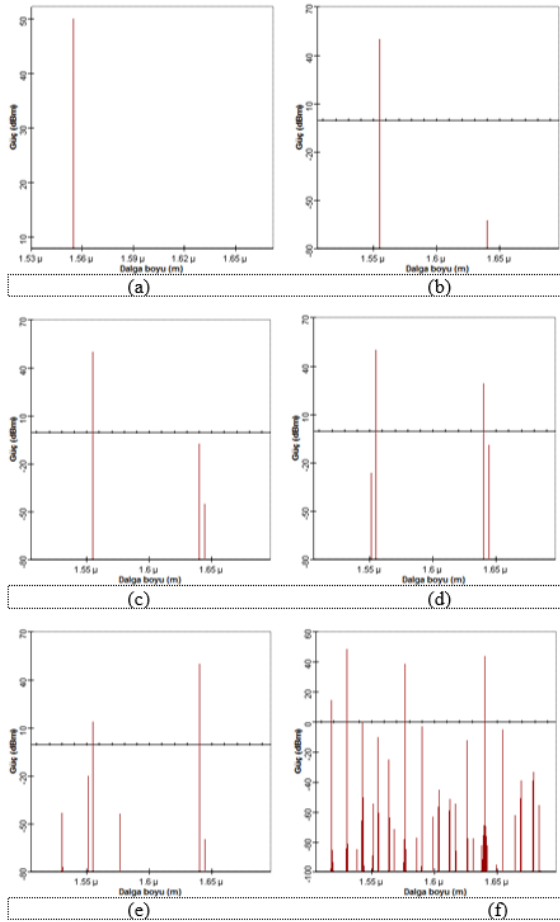 50
40
30
20
10
Güç (dBm)
1.53 µ 1.56 µ 1.59 µ 1.62 µ 1.65 µ
Dalga boyu (m)
(a)
70
40
10
-20
-50
-80
Güç (dBm)
1.55 µ 1.6 µ 1.65 µ
Dalga boyu (m)
(b)
70
40
10
-20
-50
-80
Güç (dBm)
1.55 µ 1.6 µ 1.65 µ
Dalga boyu (m)
(c)
70
40
10
-20
-50
-80
Güç (dBm)
1.55 µ 1.6 µ 1.65 µ
Dalga boyu (m)
(d)
70
40
10
-20
-50
-80
Güç (dBm)
1.55 µ 1.6 µ 1.65 µ
Dalga boyu (m)
(e)
60
40
20
0
-20
-40
-60
-80
-100
Güç (dBm)
1.55 µ 1.6 µ 1.65 µ
Dalga boyu (m)
(f)